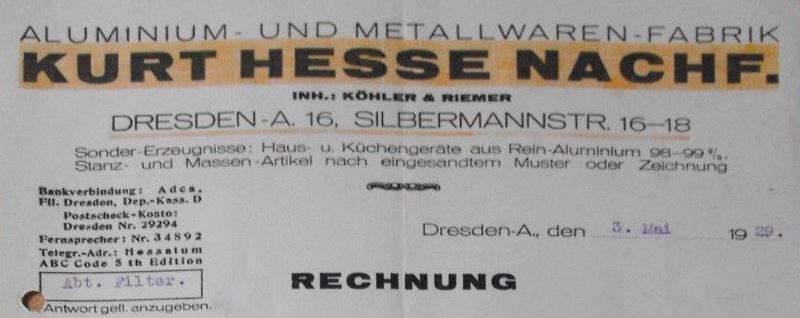 ALUMINIUM- UND METALLWAREN-FABRIK
KURT HESSE NACHF.
INH.: KÖHLER & RIEMER
DRESDEN-A. 16, SILBERMANNSTR. 16-18
Sonder-Erzeugnisse: Haus- u. Küchengeräte aus Rein-Aluminium 98-99%,
Stanz- und Massen-Artikel nach eingesandtem Muster oder Zeichnung
Bankverbindung: Adca,
Fil. Dresden, Dep.-Kass. D
Postscheck-Konto:
Dresden Nr. 29294
Fernsprecher: Nr. 34892
Telegr.-Adr.: Hessalum
ABC Code 5 th Edition
Abt. Filter.
Antwort gefl. anzugeben.
Dresden-A., den 3. Mai 1929.
RECHNUNG